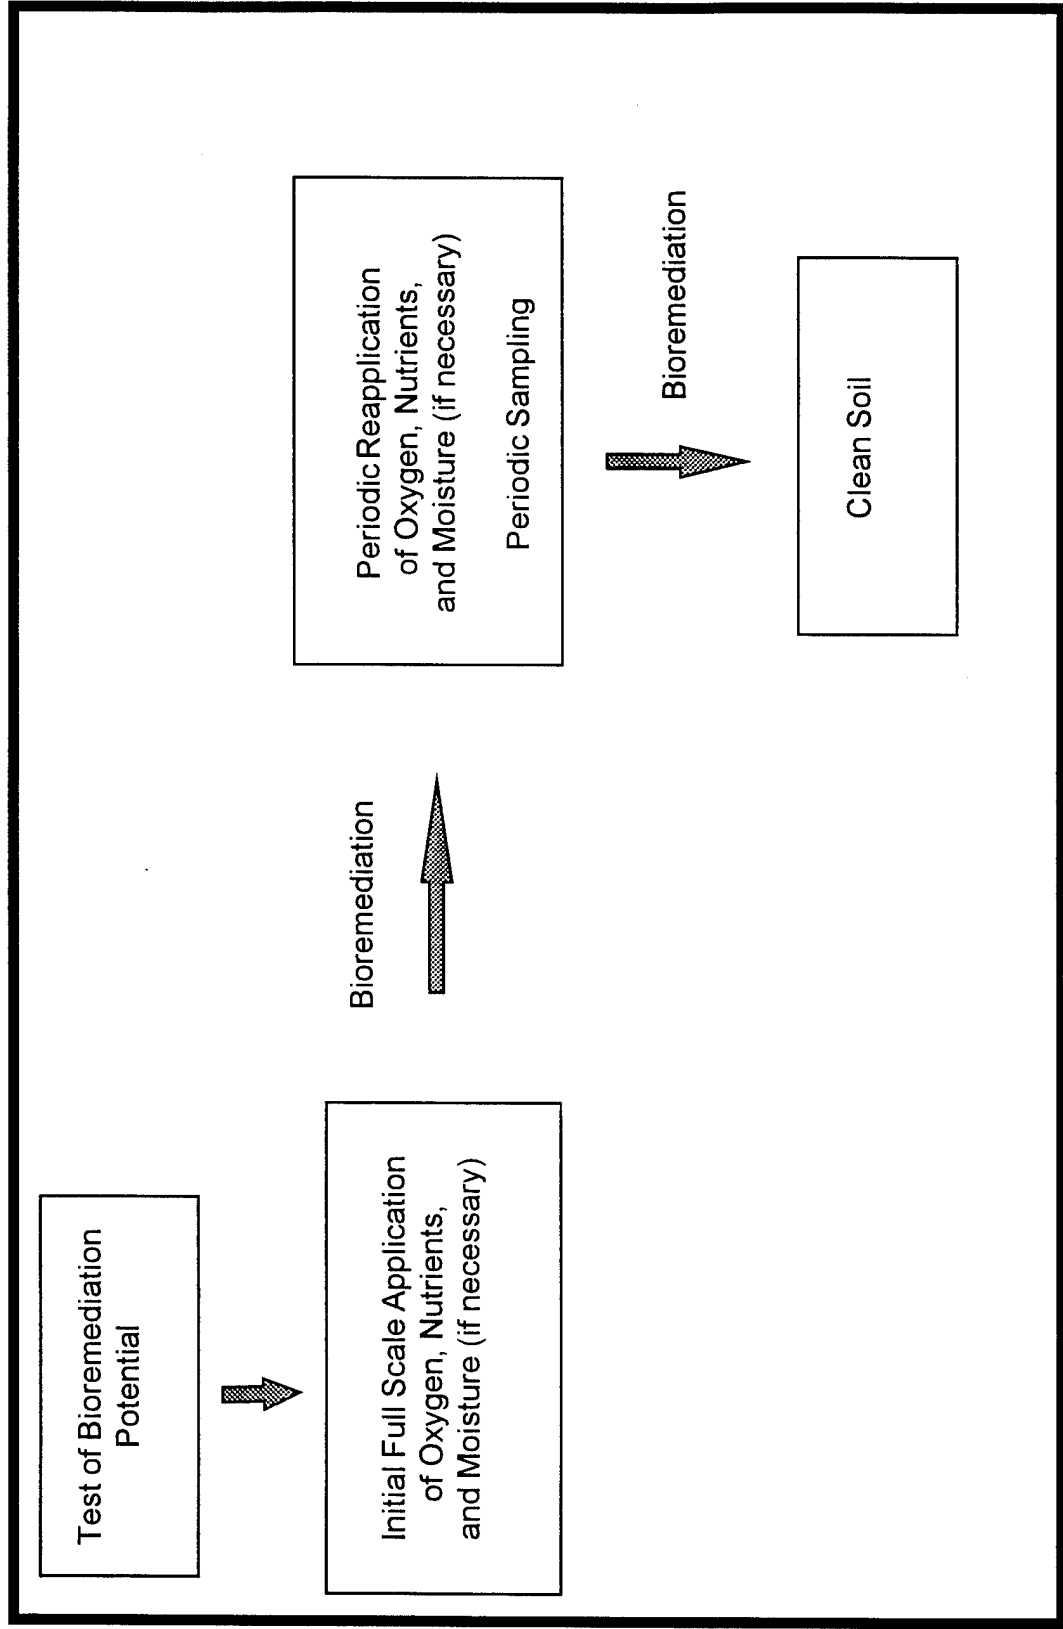 Test of Bioremediation
Potential
Initial Full Scale Application
of Oxygen, Nutrients,
and Moisture (if necessary)
Bioremediation
Periodic Reapplication
of Oxygen, Nutrients,
and Moisture (if necessary)
Periodic Sampling
Bioremediation
Clean Soil